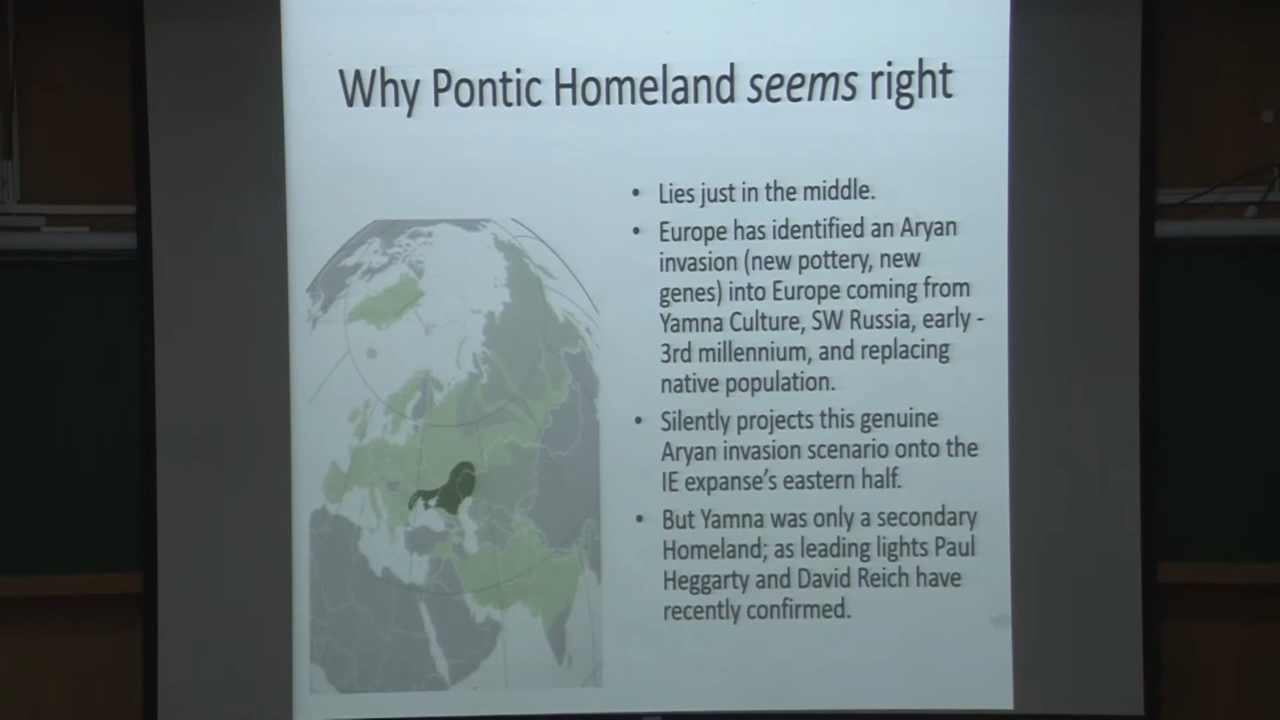 Why Pontic Homeland seems right
• Lies just in the middle.
• Europe has identified an Aryan
invasion (new pottery, new
genes) into Europe coming from
Yamna Culture, SW Russia, early -
3rd millennium, and replacing
native population.
• Silently projects this genuine
Aryan invasion scenario onto the
IE expanse's eastern half.
• But Yamna was only a secondary
Homeland; as leading lights Paul
Heggarty and David Reich have
recently confirmed.